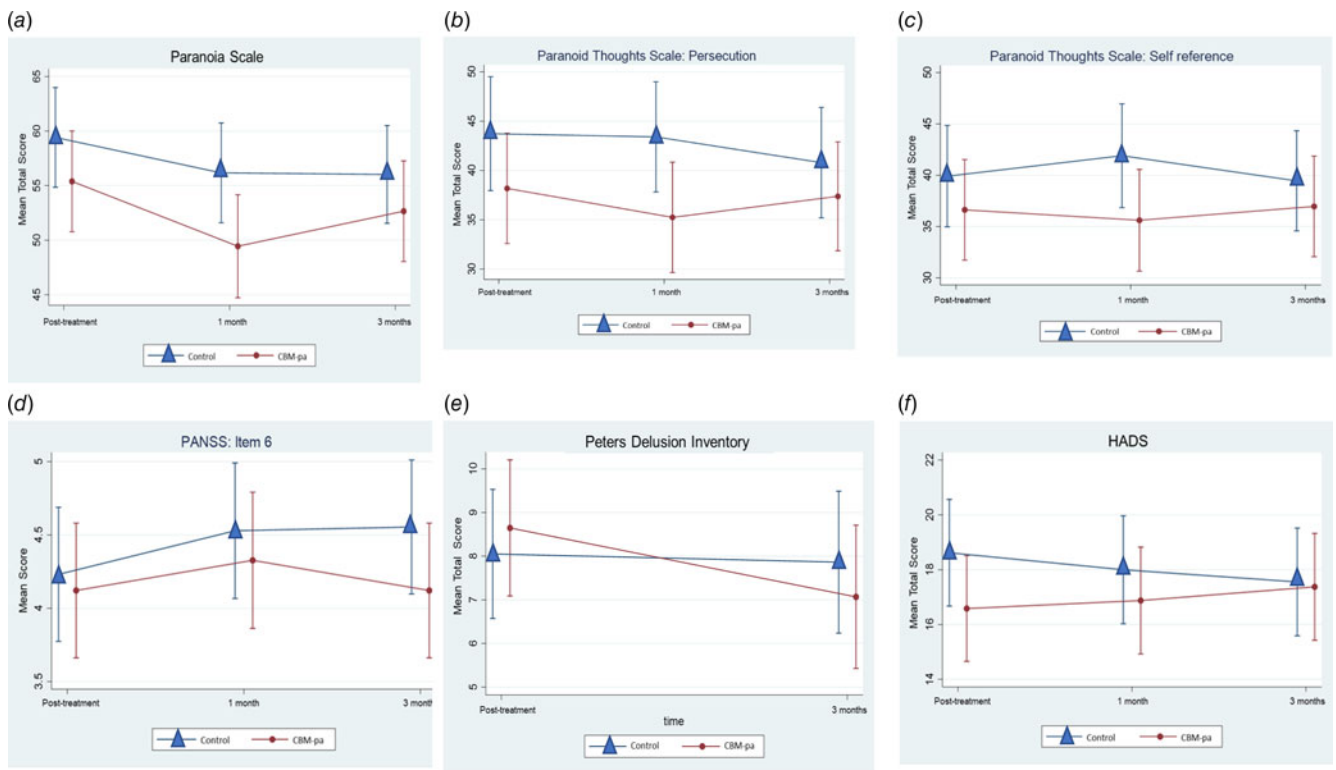 (a)
Paranoia Scale
Mean Total Score
65
60
55
50
45
Post-treatment 1 month 3 months
Control CBM-pa
(b)
Paranoid Thoughts Scale: Persecution
Mean Total Score
50
45
40
35
30
Post-treatment 1 month 3 months
Control CBM-pa
(c)
Paranoid Thoughts Scale: Self reference
Mean Total Score
50
45
40
35
30
Post-treatment 1 month 3 months
Control CBM-pa
(d)
PANSS: Item 6
Mean Total Score
5
4.5
4
3.5
Post-treatment 1 month 3 months
Control CBM-pa
(e)
Peters Delusion Inventory
Mean Total Score
10
9
8
7
6
5
Post-treatment 3 months
time
Control CBM-pa
(f)
HADS
Mean Total Score
22
20
18
16
14
Post-treatment 1 month 3 months
Control CBM-pa